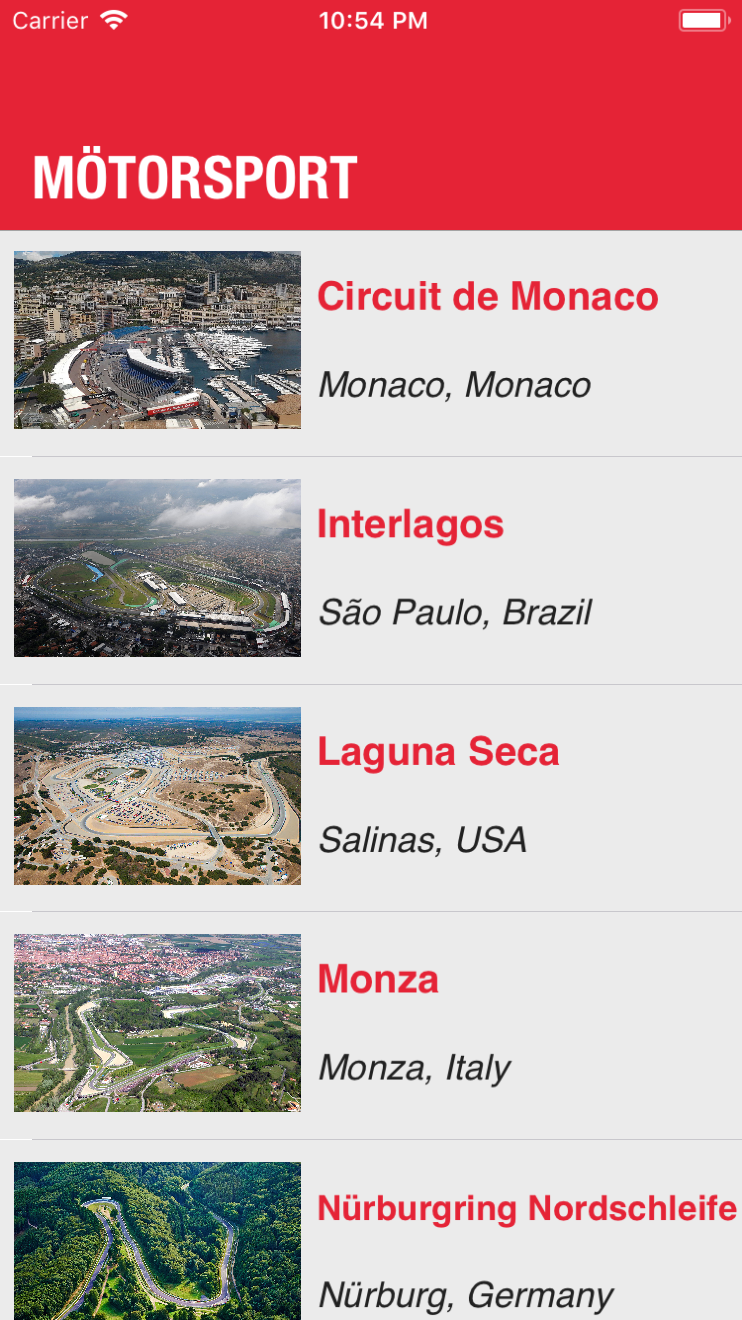 Carrier 10:54 PM
MÖTORSPORT
Circuit de Monaco
Monaco, Monaco
Interlagos
São Paulo, Brazil
Laguna Seca
Salinas, USA
Monza
Monza, Italy
Nürburgring Nordschleife
Nürburg, Germany